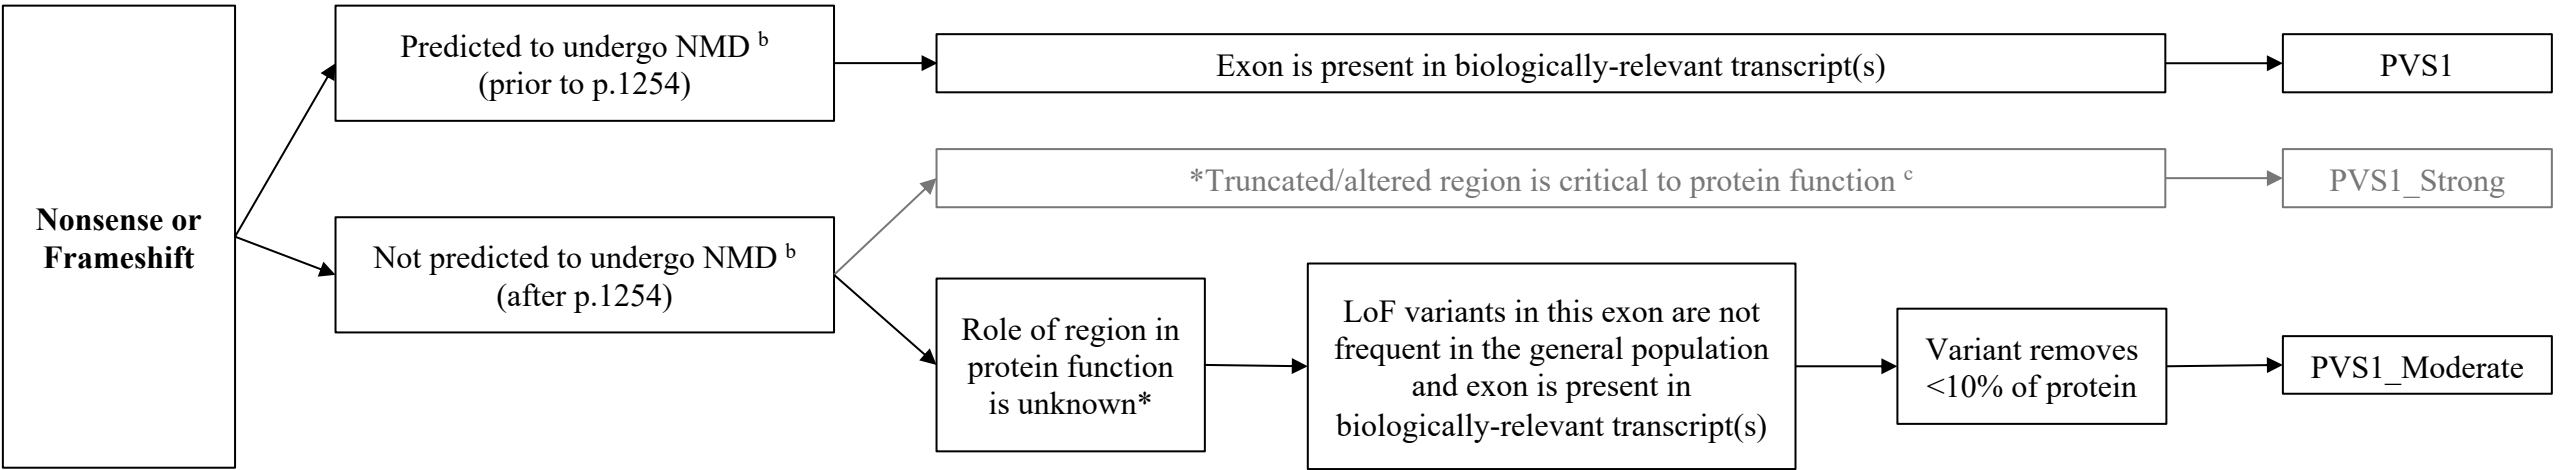 Nonsense or
Frameshift
Predicted to undergo NMD ᵇ
(prior to p.1254)
Exon is present in biologically-relevant transcript(s)
PVS1
*Truncated/altered region is critical to protein function ᶜ
PVS1_Strong
Not predicted to undergo NMD ᵇ
(after p.1254)
Role of region in
protein function
is unknown*
LoF variants in this exon are not
frequent in the general population
and exon is present in
biologically-relevant transcript(s)
Variant removes
<10% of protein
PVS1_Moderate